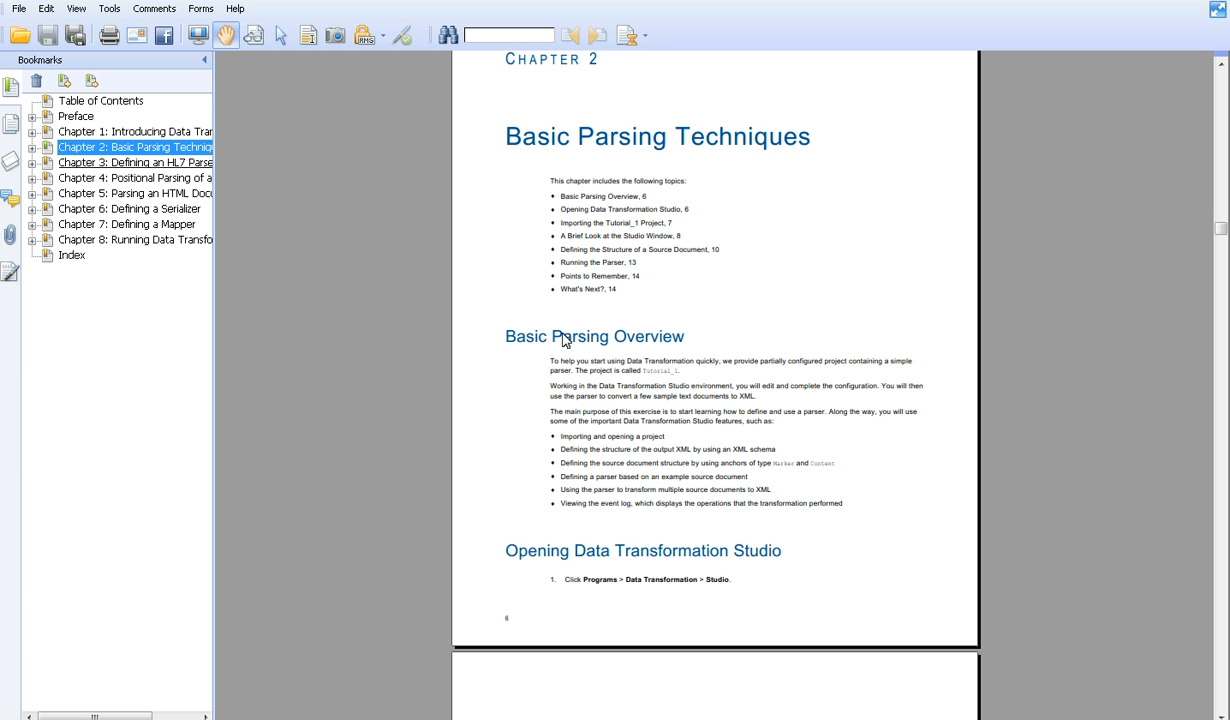 File Edit View Tools Comments Forms Help
Bookmarks
Table of Contents
Preface
Chapter 1: Introducing Data Tran
Chapter 2: Basic Parsing Techniq
Chapter 3: Defining an HL7 Parse
Chapter 4: Positional Parsing of a
Chapter 5: Parsing an HTML Docu
Chapter 6: Defining a Serializer
Chapter 7: Defining a Mapper
Chapter 8: Running Data Transfo
Index
CHAPTER 2
Basic Parsing Techniques
This chapter includes the following topics:
• Basic Parsing Overview, 6
• Opening Data Transformation Studio, 6
• Importing the Tutorial_1 Project, 7
• A Brief Look at the Studio Window, 8
• Defining the Structure of a Source Document, 10
• Running the Parser, 13
• Points to Remember, 14
• What's Next?, 14
Basic Parsing Overview
To help you start using Data Transformation quickly, we provide partially configured project containing a simple
parser. The project is called Tutorial_1.
Working in the Data Transformation Studio environment, you will edit and complete the configuration. You will then
use the parser to convert a few sample text documents to XML.
The main purpose of this exercise is to start learning how to define and use a parser. Along the way, you will use
some of the important Data Transformation Studio features, such as:
• Importing and opening a project
• Defining the structure of the output XML by using an XML schema
• Defining the source document structure by using anchors of type Marker and Content
• Defining a parser based on an example source document
• Using the parser to transform multiple source documents to XML
• Viewing the event log, which displays the operations that the transformation performed
Opening Data Transformation Studio
1. Click Programs > Data Transformation > Studio.
6